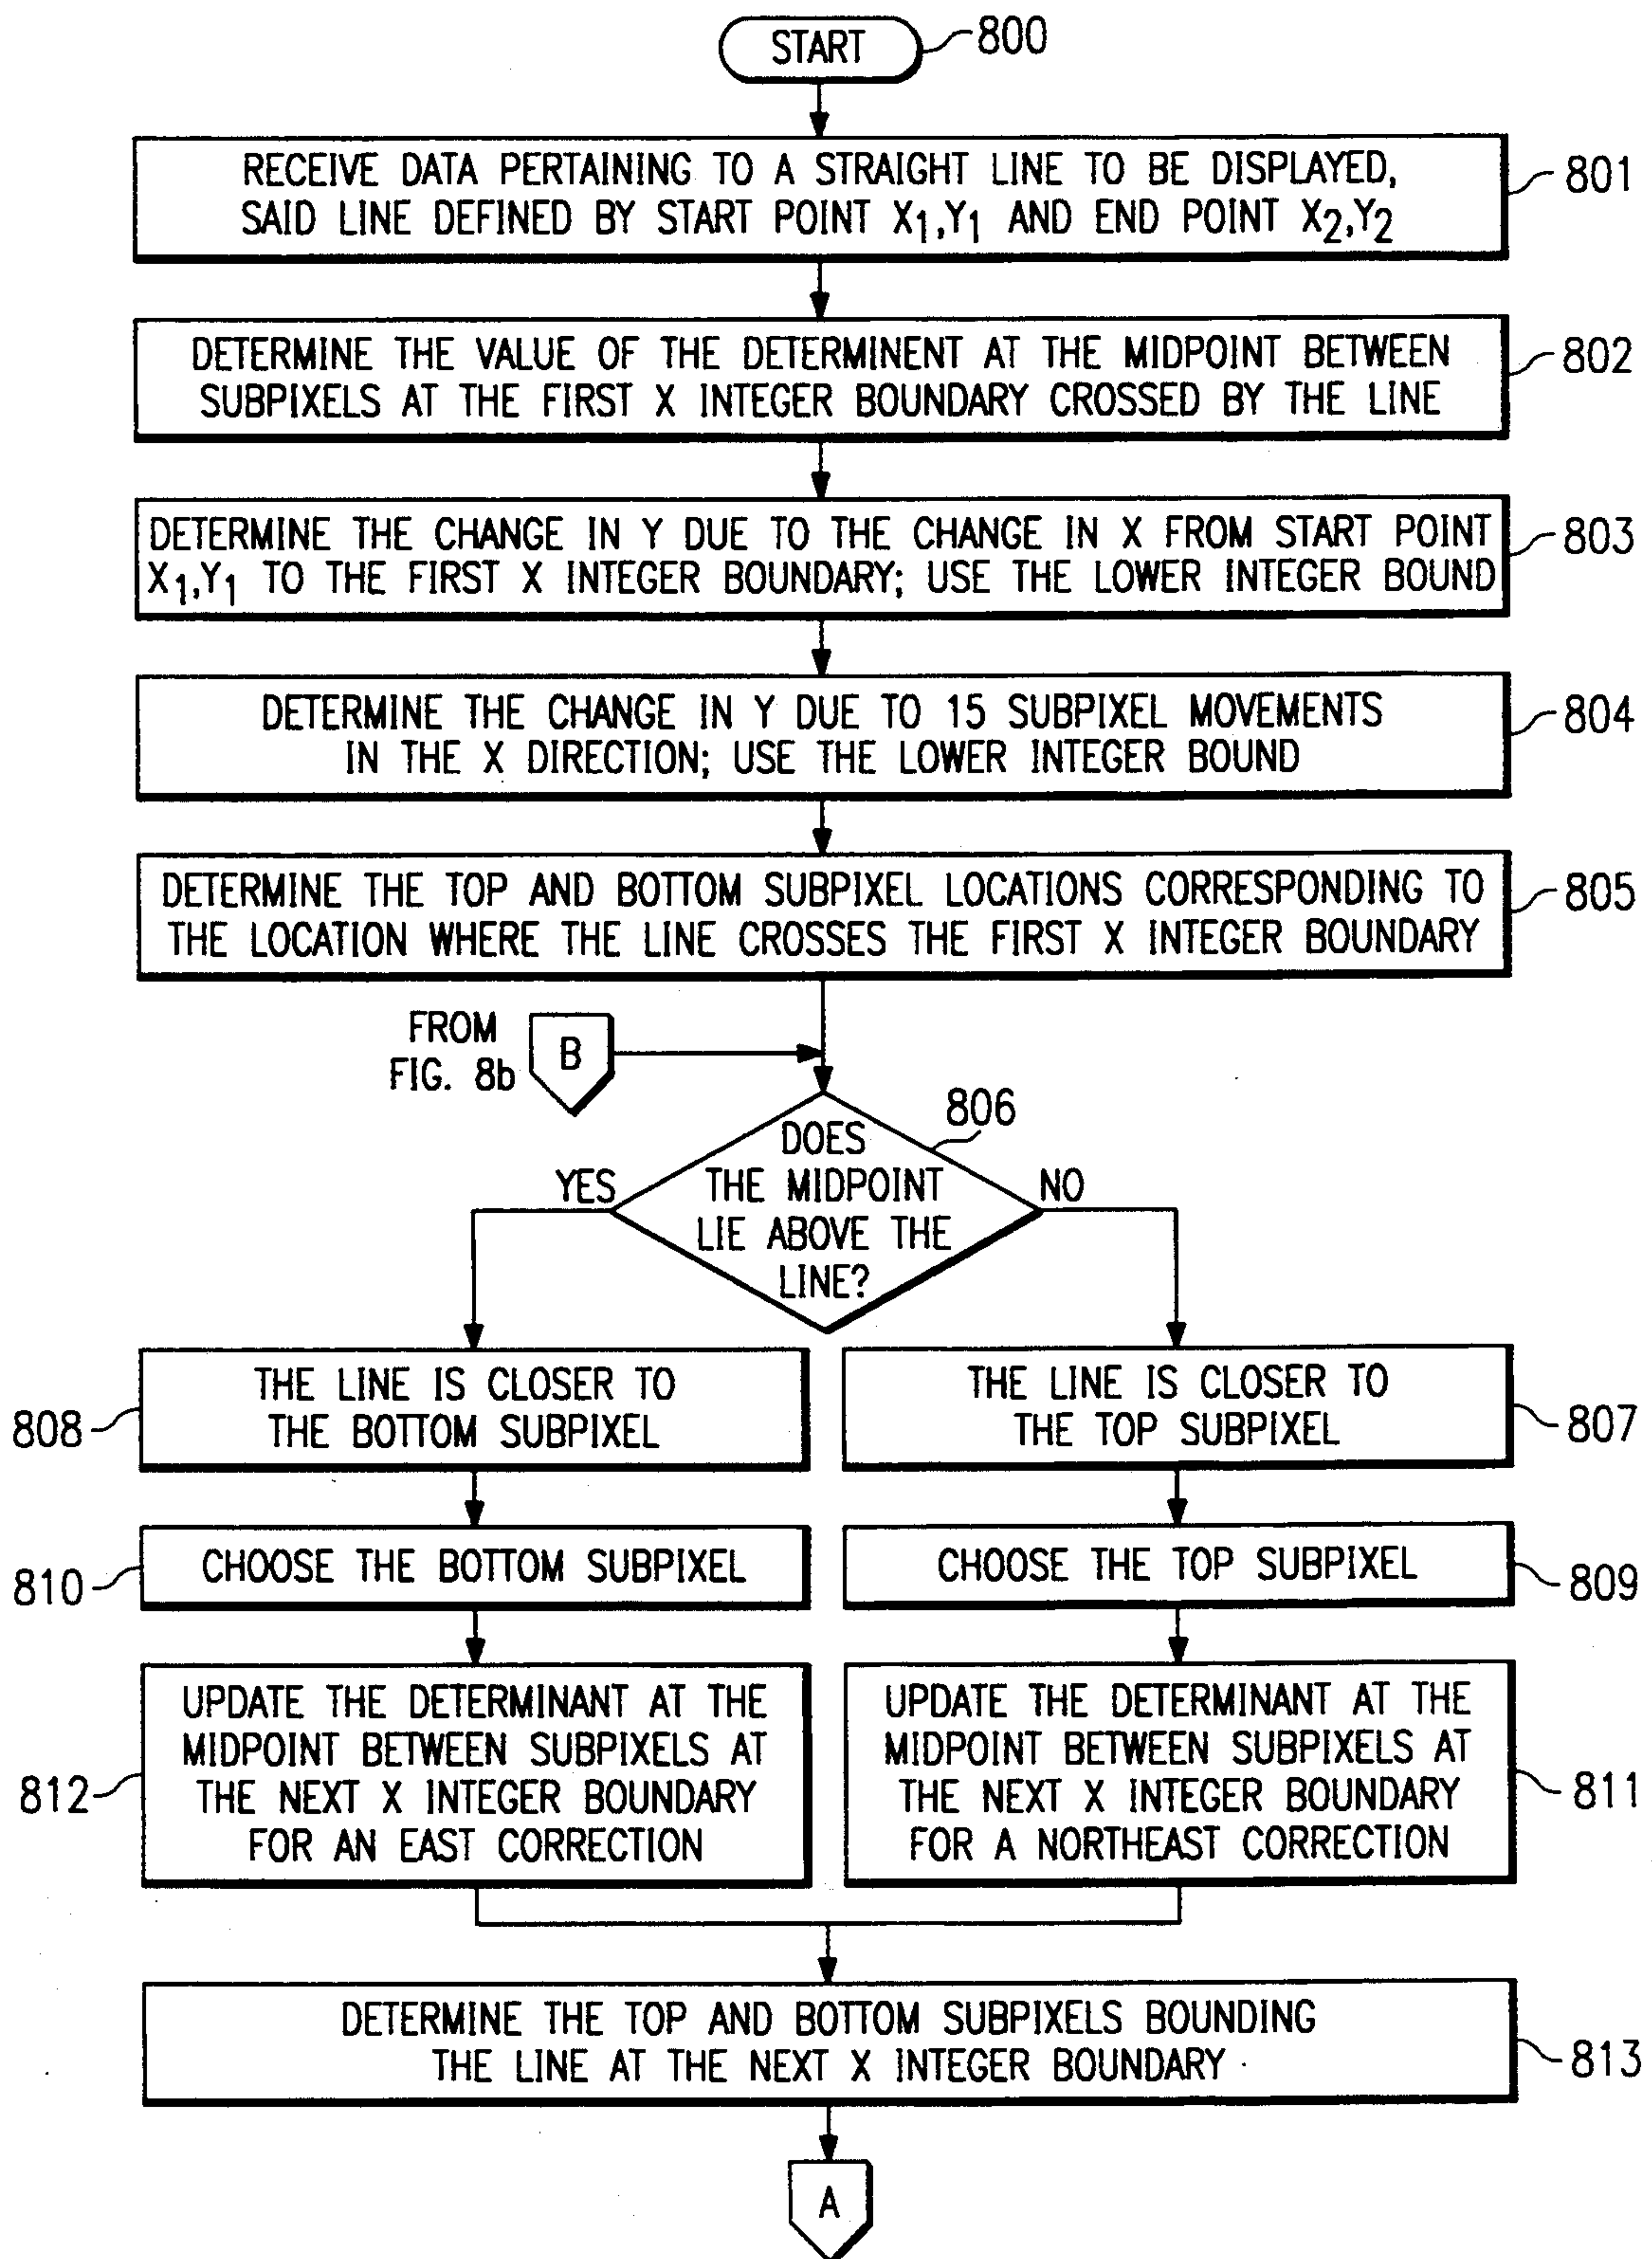 START
800
RECEIVE DATA PERTAINING TO A STRAIGHT LINE TO BE DISPLAYED,
SAID LINE DEFINED BY START POINT X1,Y1 AND END POINT X2,Y2
801
DETERMINE THE VALUE OF THE DETERMINENT AT THE MIDPOINT BETWEEN
SUBPIXELS AT THE FIRST X INTEGER BOUNDARY CROSSED BY THE LINE
802
DETERMINE THE CHANGE IN Y DUE TO THE CHANGE IN X FROM START POINT
X1,Y1 TO THE FIRST X INTEGER BOUNDARY; USE THE LOWER INTEGER BOUND
803
DETERMINE THE CHANGE IN Y DUE TO 15 SUBPIXEL MOVEMENTS
IN THE X DIRECTION; USE THE LOWER INTEGER BOUND
804
DETERMINE THE TOP AND BOTTOM SUBPIXEL LOCATIONS CORRESPONDING TO
THE LOCATION WHERE THE LINE CROSSES THE FIRST X INTEGER BOUNDARY
805
FROM
FIG. 8b
B
806
DOES
THE MIDPOINT
LIE ABOVE THE
LINE?
YES
NO
THE LINE IS CLOSER TO
THE BOTTOM SUBPIXEL
808
THE LINE IS CLOSER TO
THE TOP SUBPIXEL
807
CHOOSE THE BOTTOM SUBPIXEL
810
CHOOSE THE TOP SUBPIXEL
809
UPDATE THE DETERMINANT AT THE
MIDPOINT BETWEEN SUBPIXELS AT
THE NEXT X INTEGER BOUNDARY
FOR AN EAST CORRECTION
812
UPDATE THE DETERMINANT AT THE
MIDPOINT BETWEEN SUBPIXELS AT
THE NEXT X INTEGER BOUNDARY
FOR A NORTHEAST CORRECTION
811
DETERMINE THE TOP AND BOTTOM SUBPIXELS BOUNDING
THE LINE AT THE NEXT X INTEGER BOUNDARY
813
A